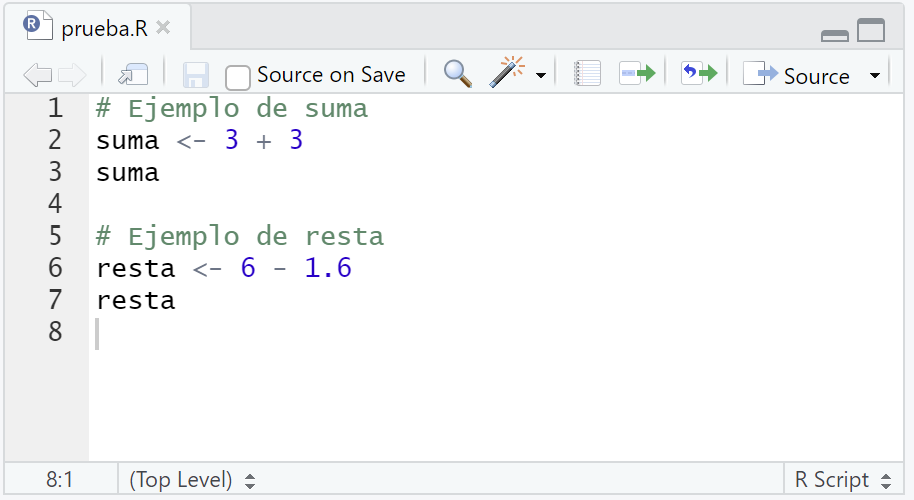 R prueba.R
Source on Save
Source
1 # Ejemplo de suma
2 suma <- 3 + 3
3 suma
4
5 # Ejemplo de resta
6 resta <- 6 - 1.6
7 resta
8
8:1 (Top Level) R Script